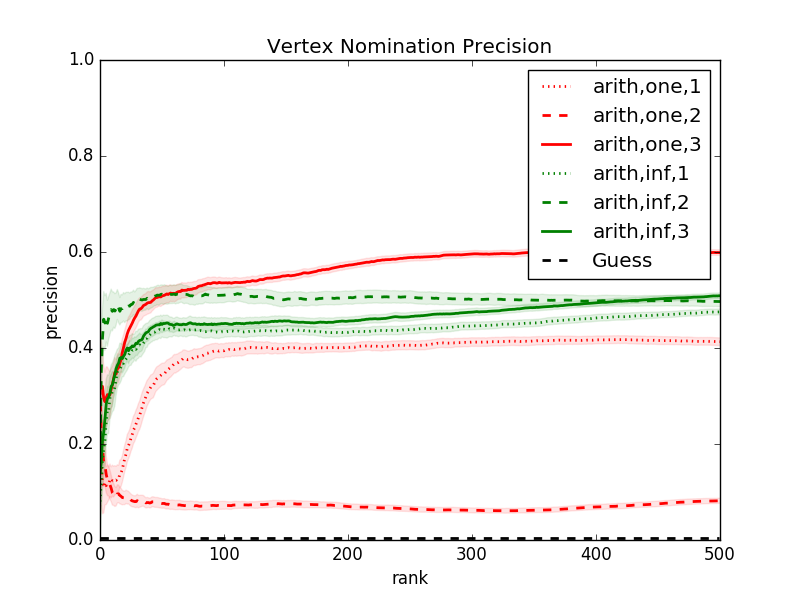 Vertex Nomination Precision
1.0
0.8
0.6
0.4
0.2
0.0
precision
arith,one,1
arith,one,2
arith,one,3
arith,inf,1
arith,inf,2
arith,inf,3
Guess
0 100 200 300 400 500
rank